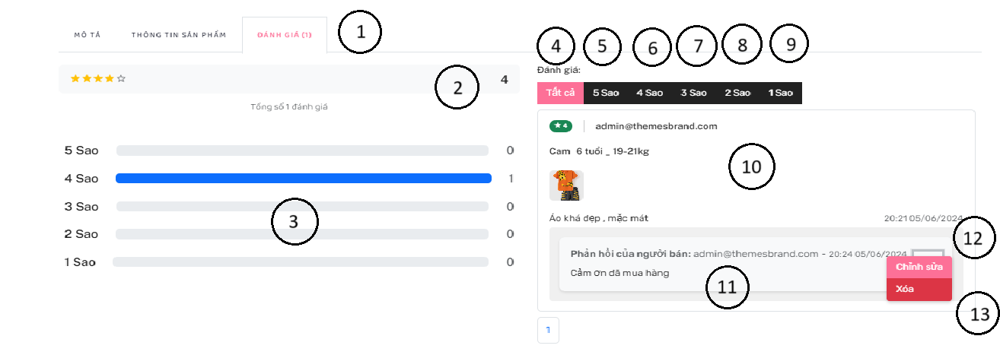 MÔ TẢ THÔNG TIN SẢN PHẨM ĐÁNH GIÁ (1) 1
2 4
Tổng số 1 đánh giá
5 Sao 0
4 Sao 1
3 Sao 0
3
2 Sao 0
1 Sao 0
4 5 6 7 8 9
Đánh giá:
Tất cả 5 Sao 4 Sao 3 Sao 2 Sao 1 Sao
★ 4 admin@themesbrand.com
Cam 6 tuổi _ 19-21kg
10
Áo khá đẹp , mặc mát 20:21 05/06/2024
12
Phản hồi của người bán: admin@themesbrand.com - 20:24 05/06/2024
Chỉnh sửa
Cảm ơn đã mua hàng
11
Xóa
13
1